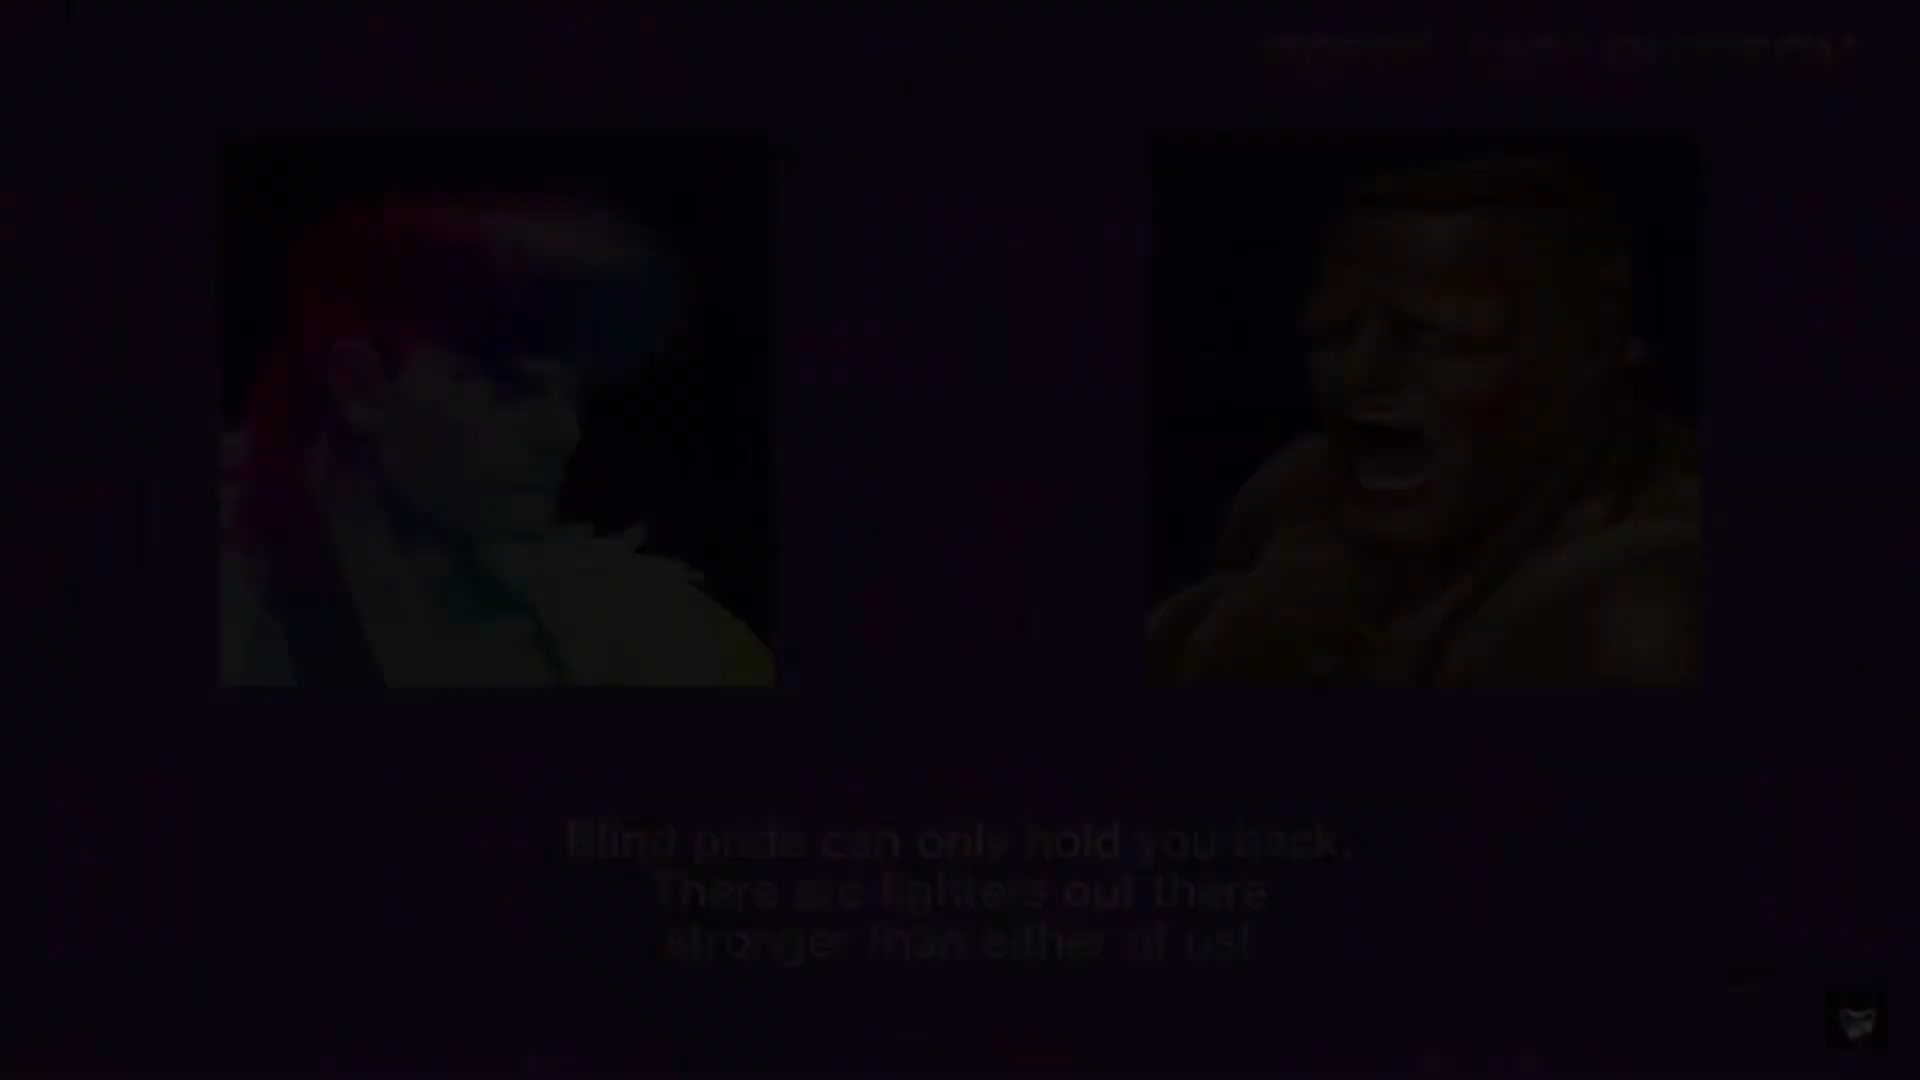 Blind pride can only hold you back.
There are fighters out there
stronger than either of us!